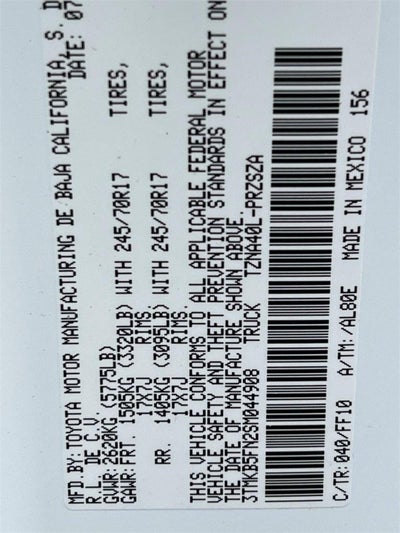 MFD.BY:TOYOTA MOTOR MANUFACTURING DE BAJA CALIFORNIA, S. D
R.L. DE C.V. DATE: 07
GVWR:2620KG (5775LB)
GAWR:FRT. 1505KG (3320LB) WITH 245/70R17 TIRES,
17X7J RIMS.
RR. 1405KG (3095LB) WITH 245/70R17 TIRES,
17X7J RIMS.
THIS VEHICLE CONFORMS TO ALL APPLICABLE FEDERAL MOTOR
VEHICLE SAFETY AND THEFT PREVENTION STANDARDS IN EFFECT ON
THE DATE OF MANUFACTURE SHOWN ABOVE.
3TMKB5FN2SM044908 TRUCK TZNA40L-PRZSZA
C/TR:040/FF10 A/TM:/AL80E MADE IN MEXICO 156